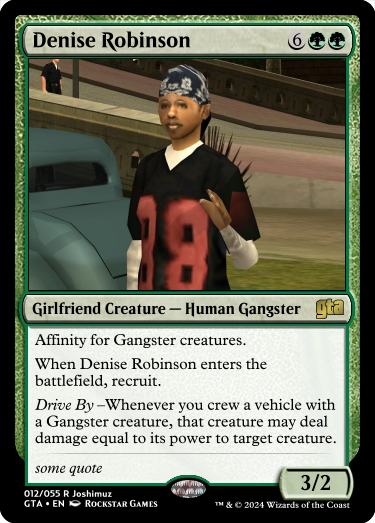 Denise Robinson 6
88
Girlfriend Creature — Human Gangster gta
Affinity for Gangster creatures.
When Denise Robinson enters the
battlefield, recruit.
Drive By –Whenever you crew a vehicle with
a Gangster creature, that creature may deal
damage equal to its power to target creature.
some quote
3/2
012/055 R Joshimuz
GTA • EN Rockstar Games
™ & © 2024 Wizards of the Coast